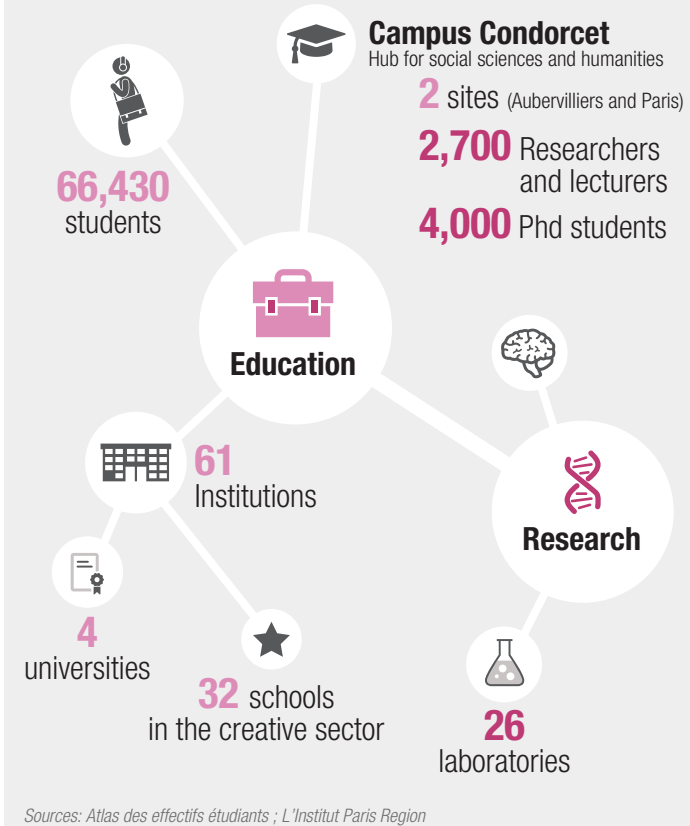 Campus Condorcet
Hub for social sciences and humanities
2 sites (Aubervilliers and Paris)
2,700 Researchers
and lecturers
4,000 Phd students
66,430
students
Education
61
Institutions
Research
4
universities
32 schools
in the creative sector
26
laboratories
Sources: Atlas des effectifs étudiants ; L'Institut Paris Region